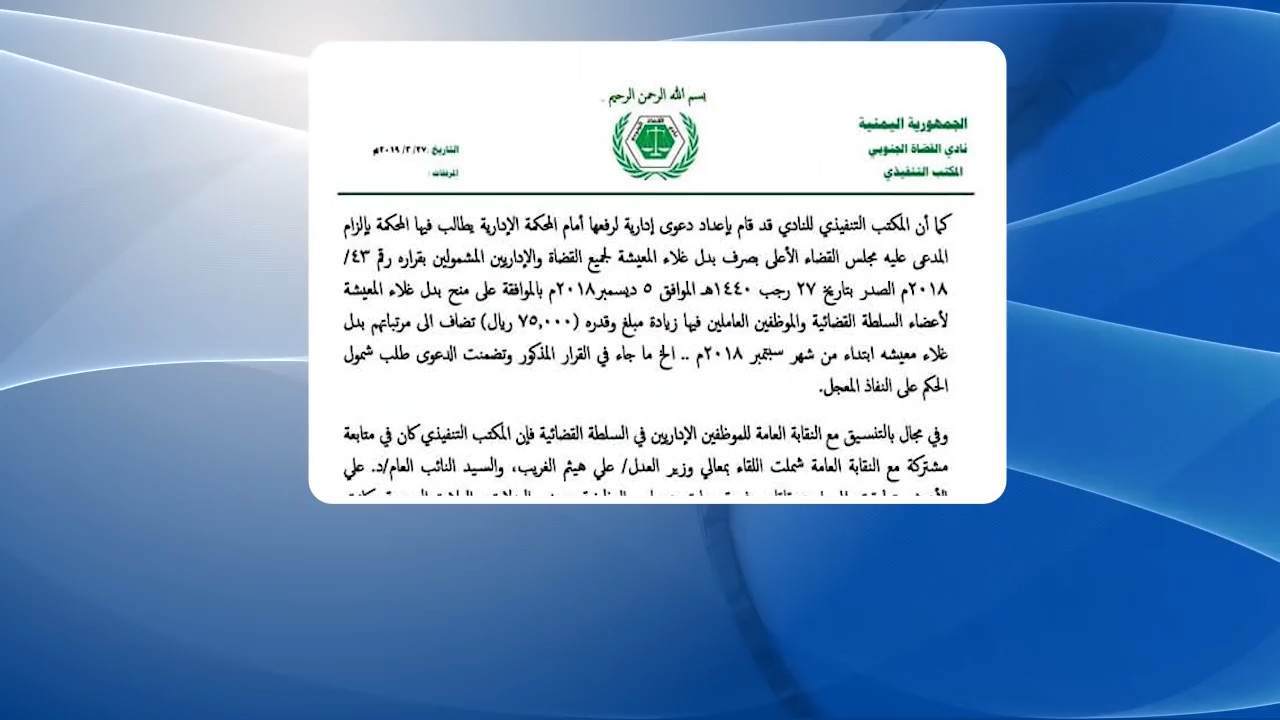 بسم الله الرحمن الرحيم
الجمهورية اليمنية
نادي القضاة الجنوبي
المكتب التنفيذي
التاريخ: ٢٧/ ٣/ ٢٠١٩م
المرفقات :
كما أن المكتب التنفيذي للنادي قد قام بإعداد دعوى إدارية لرفعها أمام المحكمة الإدارية يطالب فيها المحكمة بإلزام
المدعى عليه مجلس القضاء الأعلى بصرف بدل غلاء المعيشة لجميع القضاة والإداريين المشمولين بقراره رقم ٤٣/
٢٠١٨م الصدر بتاريخ ٢٧ رجب ١٤٤٠هـ الموافق ٥ ديسمبر٢٠١٨م بالموافقة على منح بدل غلاء المعيشة
لأعضاء السلطة القضائية والموظفين العاملين فيها زيادة مبلغ وقدره (٧٥,٠٠٠ ريال) تضاف الى مرتباتهم بدل
غلاء معيشه ابتداء من شهر سبتمبر ٢٠١٨م .. الخ ما جاء في القرار المذكور وتضمنت الدعوى طلب شمول
الحكم على النفاذ المعجل.
وفي مجال بالتنسيق مع النقابة العامة للموظفين الإداريين في السلطة القضائية فإن المكتب التنفيذي كان في متابعة
مشتركة مع النقابة العامة شملت اللقاء بمعالي وزير العدل/ علي هيثم الغريب، والسيد النائب العام/د. علي